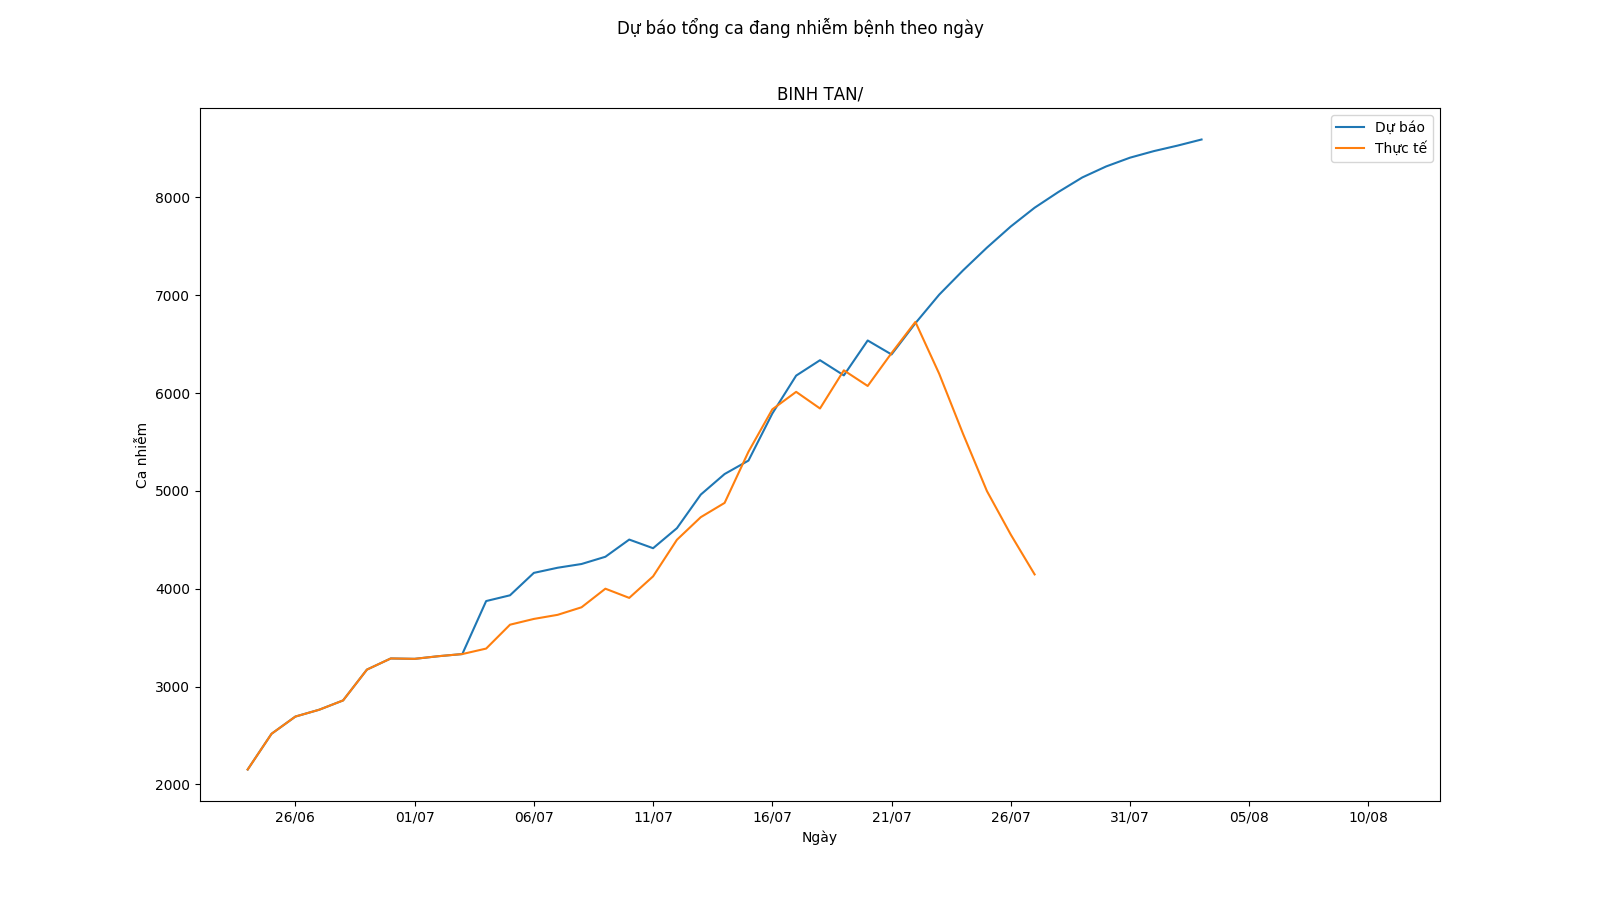 Dự báo tổng ca đang nhiễm bệnh theo ngày
BINH TAN/
Dự báo
Thực tế
Ca nhiễm
8000
7000
6000
5000
4000
3000
2000
26/06 01/07 06/07 11/07 16/07 21/07 26/07 31/07 05/08 10/08
Ngày